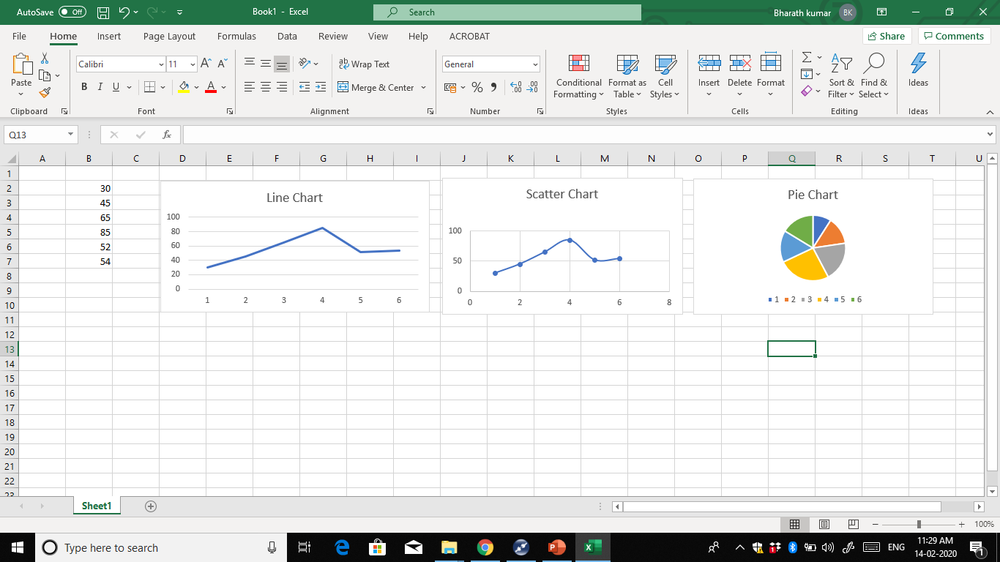 AutoSave Off Book1 - Excel Search Bharath kumar BK
File Home Insert Page Layout Formulas Data Review View Help ACROBAT Share Comments
Paste Calibri 11 Wrap Text General Conditional Formatting Format as Table Cell Styles Insert Delete Format Sort & Filter Find & Select Ideas
B I U Merge & Center
Clipboard Font Alignment Number Styles Cells Editing Ideas
Q13 fx
A B C D E F G H I J K L M N O P Q R S T U
1
2 30
3 45
4 65
5 85
6 52
7 54
8
9
10
11
12
13
14
15
16
17
18
19
20
21
22
23
Line Chart
100
80
60
40
20
0
1 2 3 4 5 6
Scatter Chart
100
50
0
0 2 4 6 8
Pie Chart
1 2 3 4 5 6
Sheet1
100%
Type here to search ENG 11:29 AM
14-02-2020
1